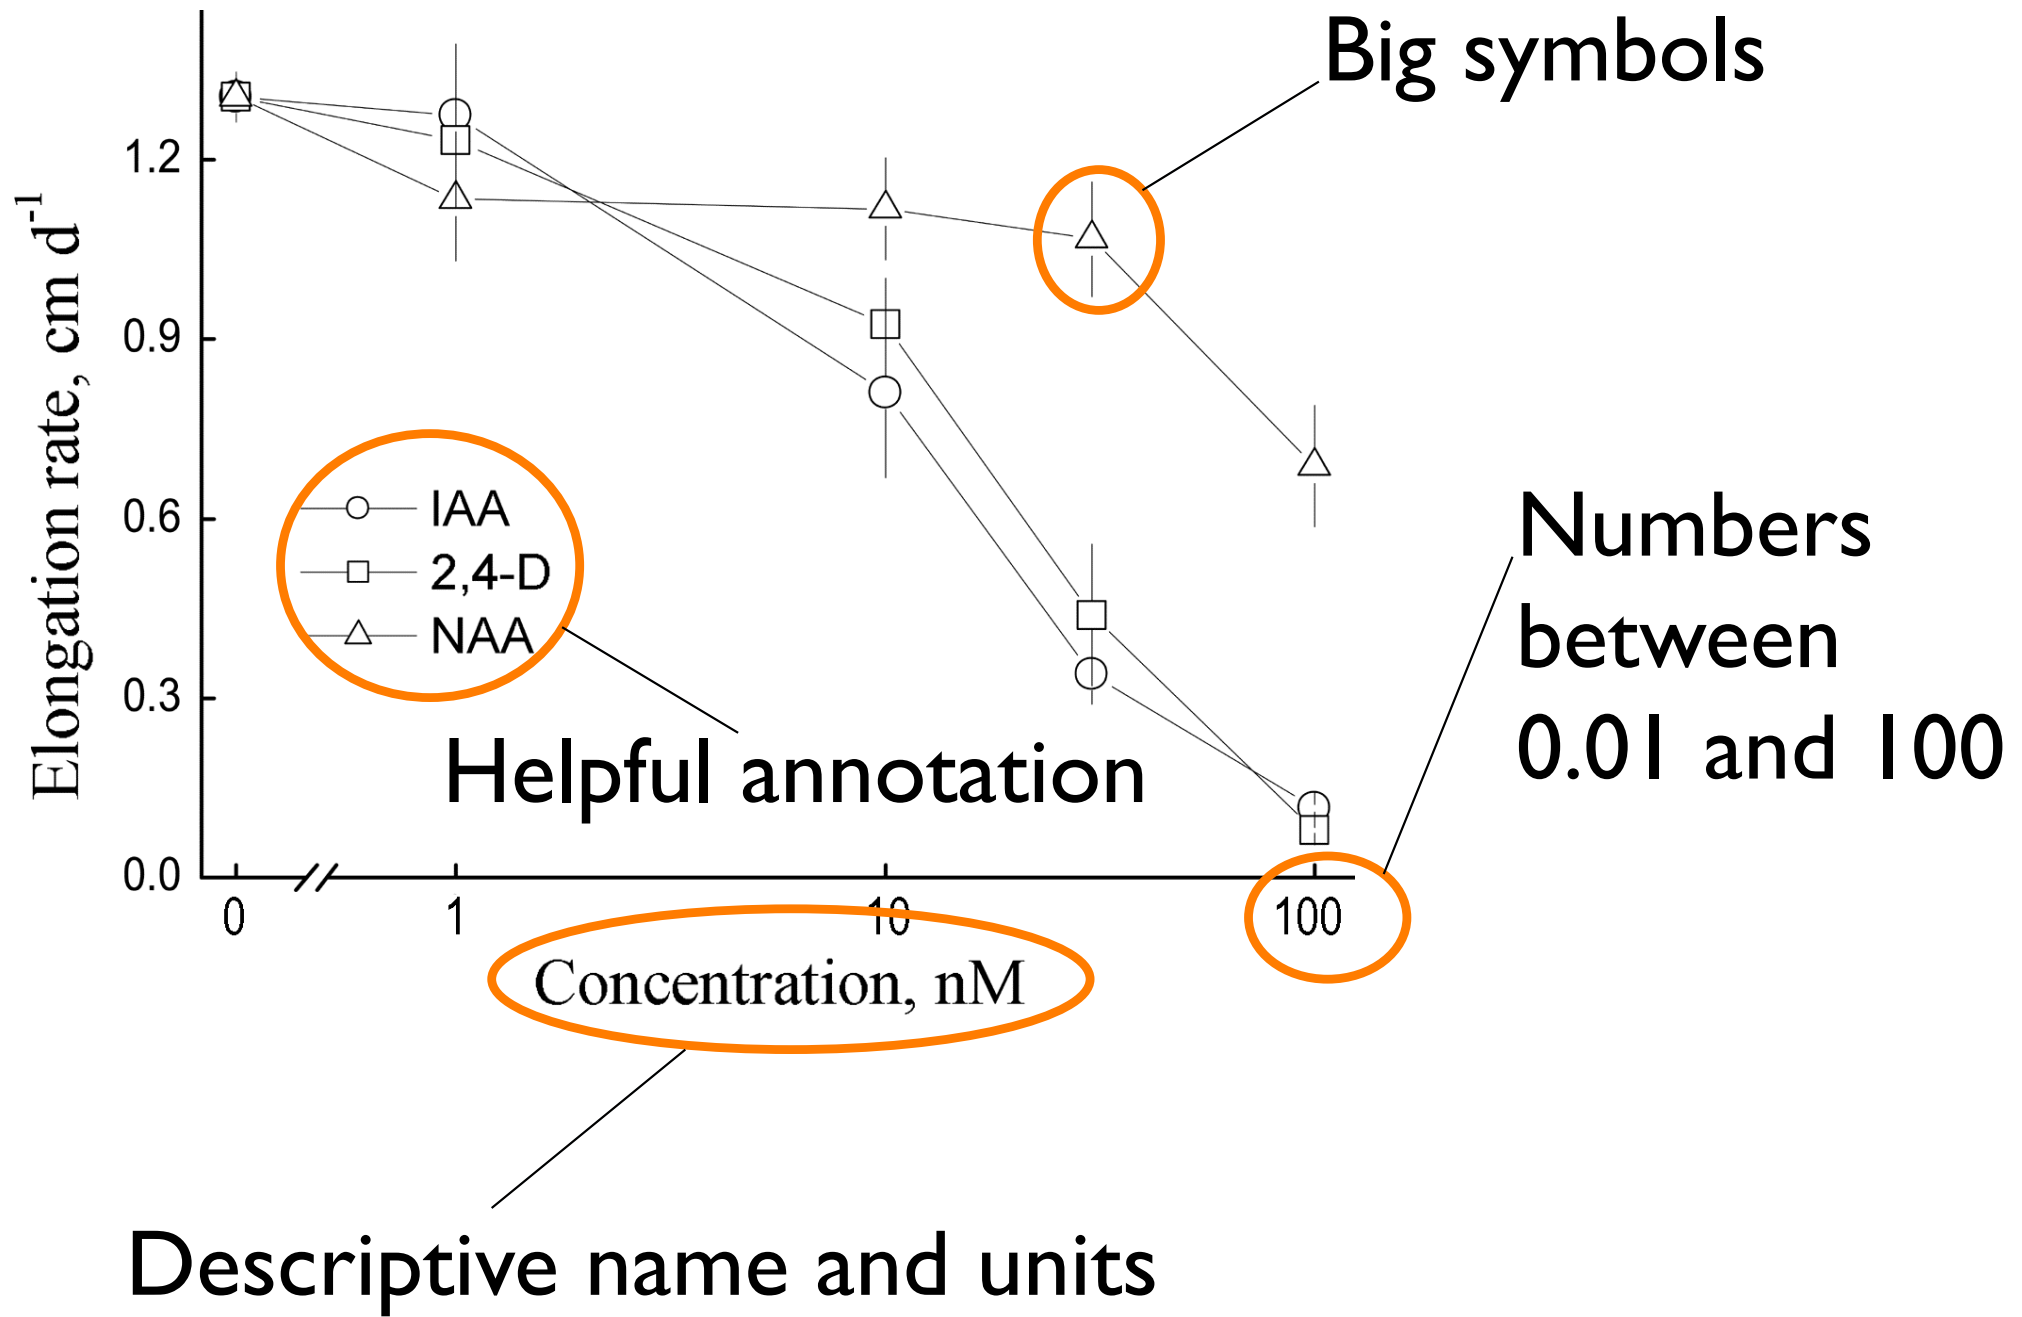 Big symbols
1.2
0.9
0.6
0.3
0.0
Elongation rate, cm d-1
IAA
2,4-D
NAA
Helpful annotation
Numbers
between
0.01 and 100
0 1 10 100
Concentration, nM
Descriptive name and units